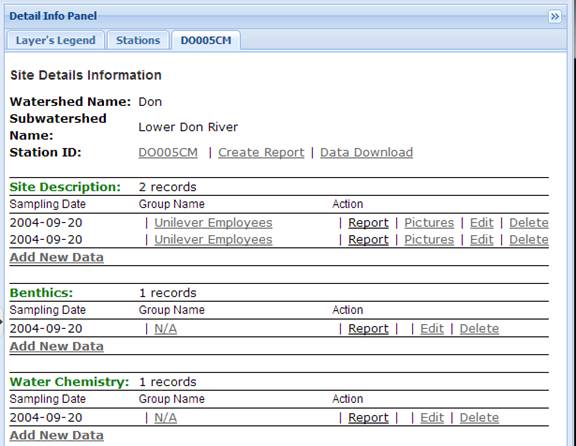 Detail Info Panel
Layer's Legend Stations DO005CM
Site Details Information
Watershed Name: Don
Subwatershed Name: Lower Don River
Station ID: DO005CM | Create Report | Data Download
Site Description: 2 records
Sampling Date Group Name Action
2004-09-20 | Unilever Employees | Report | Pictures | Edit | Delete
2004-09-20 | Unilever Employees | Report | Pictures | Edit | Delete
Add New Data
Benthics: 1 records
Sampling Date Group Name Action
2004-09-20 | N/A | Report | | Edit | Delete
Add New Data
Water Chemistry: 1 records
Sampling Date Group Name Action
2004-09-20 | N/A | Report | | Edit | Delete
Add New Data